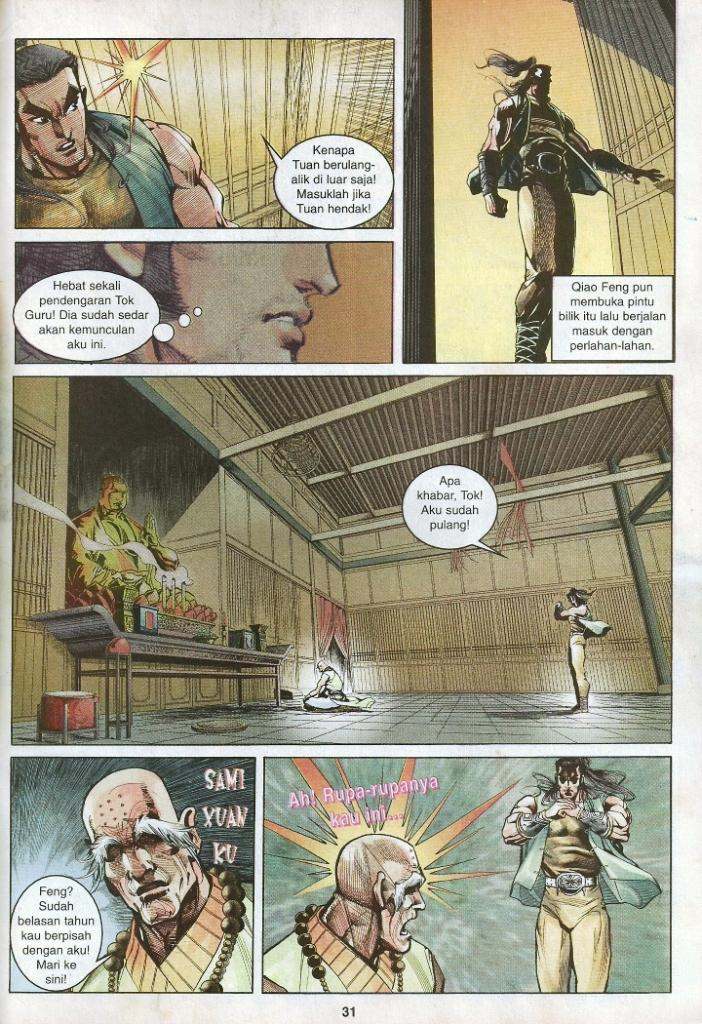 Kenapa
Tuan berulang-
alik di luar saja!
Masuklah jika
Tuan hendak!
Hebat sekali
pendengaran Tok
Guru! Dia sudah sedar
akan kemunculan
aku ini.
Qiao Feng pun
membuka pintu
bilik itu lalu berjalan
masuk dengan
perlahan-lahan.
Apa
khabar, Tok!
Aku sudah
pulang!
SAMI
XUAN
KU
Feng?
Sudah
belasan tahun
kau berpisah
dengan aku!
Mari ke
sini!
Ah! Rupa-rupanya
kau ini...
31